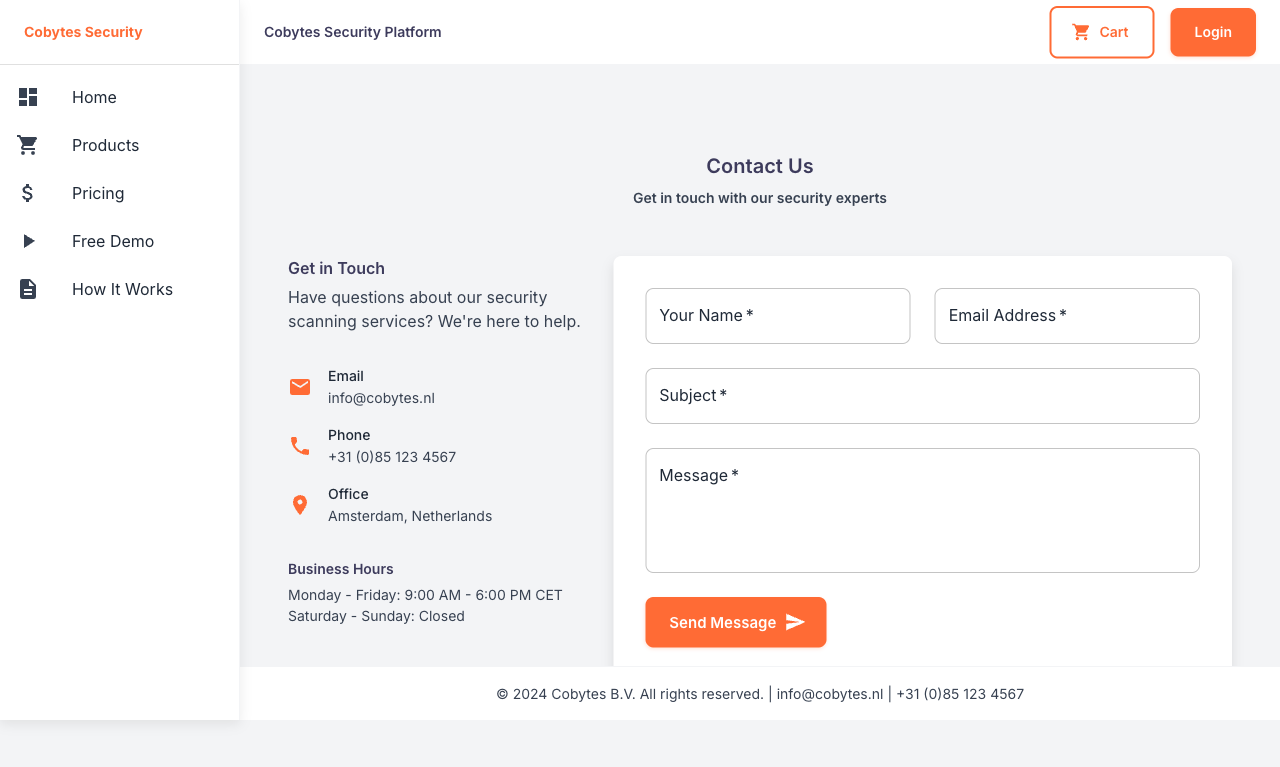 Cobytes Security
Cobytes Security Platform
Cart
Login
Home
Products
Pricing
Free Demo
How It Works
Contact Us
Get in touch with our security experts
Get in Touch
Have questions about our security
scanning services? We're here to help.
Email
info@cobytes.nl
Phone
+31 (0)85 123 4567
Office
Amsterdam, Netherlands
Business Hours
Monday - Friday: 9:00 AM - 6:00 PM CET
Saturday - Sunday: Closed
Your Name *
Email Address *
Subject *
Message *
Send Message
© 2024 Cobytes B.V. All rights reserved. | info@cobytes.nl | +31 (0)85 123 4567